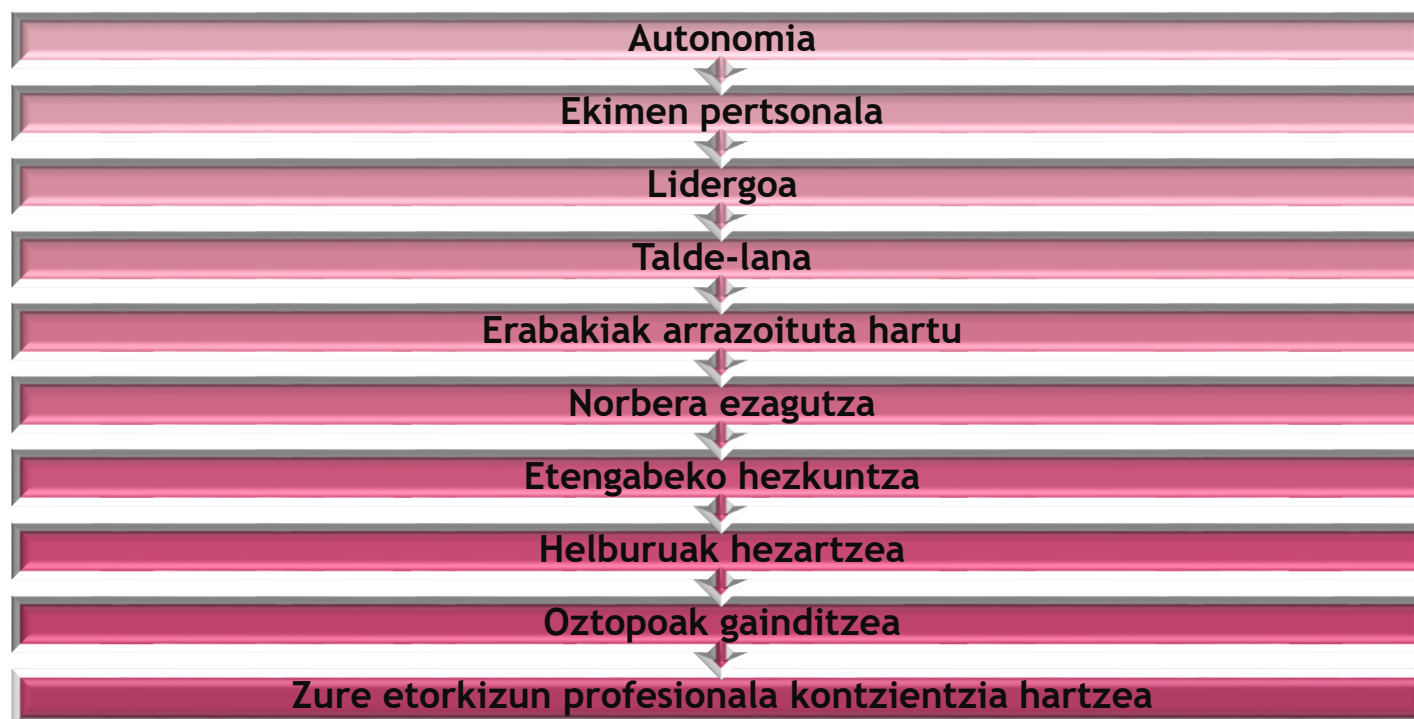 Autonomia
Ekimen pertsonala
Lidergoa
Talde-lana
Erabakiak arrazoituta hartu
Norbera ezagutza
Etengabeko hezkuntza
Helburuak hezartzea
Oztopoak gainditzea
Zure etorkizun profesionala kontzientzia hartzea